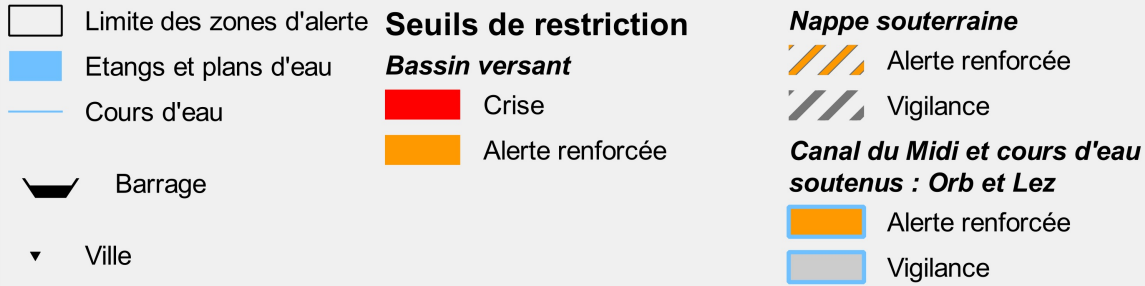 Limite des zones d'alerte
Etangs et plans d'eau
Cours d'eau
Barrage
Ville
Seuils de restriction
Bassin versant
Crise
Alerte renforcée
Nappe souterraine
Alerte renforcée
Vigilance
Canal du Midi et cours d'eau
soutenus : Orb et Lez
Alerte renforcée
Vigilance